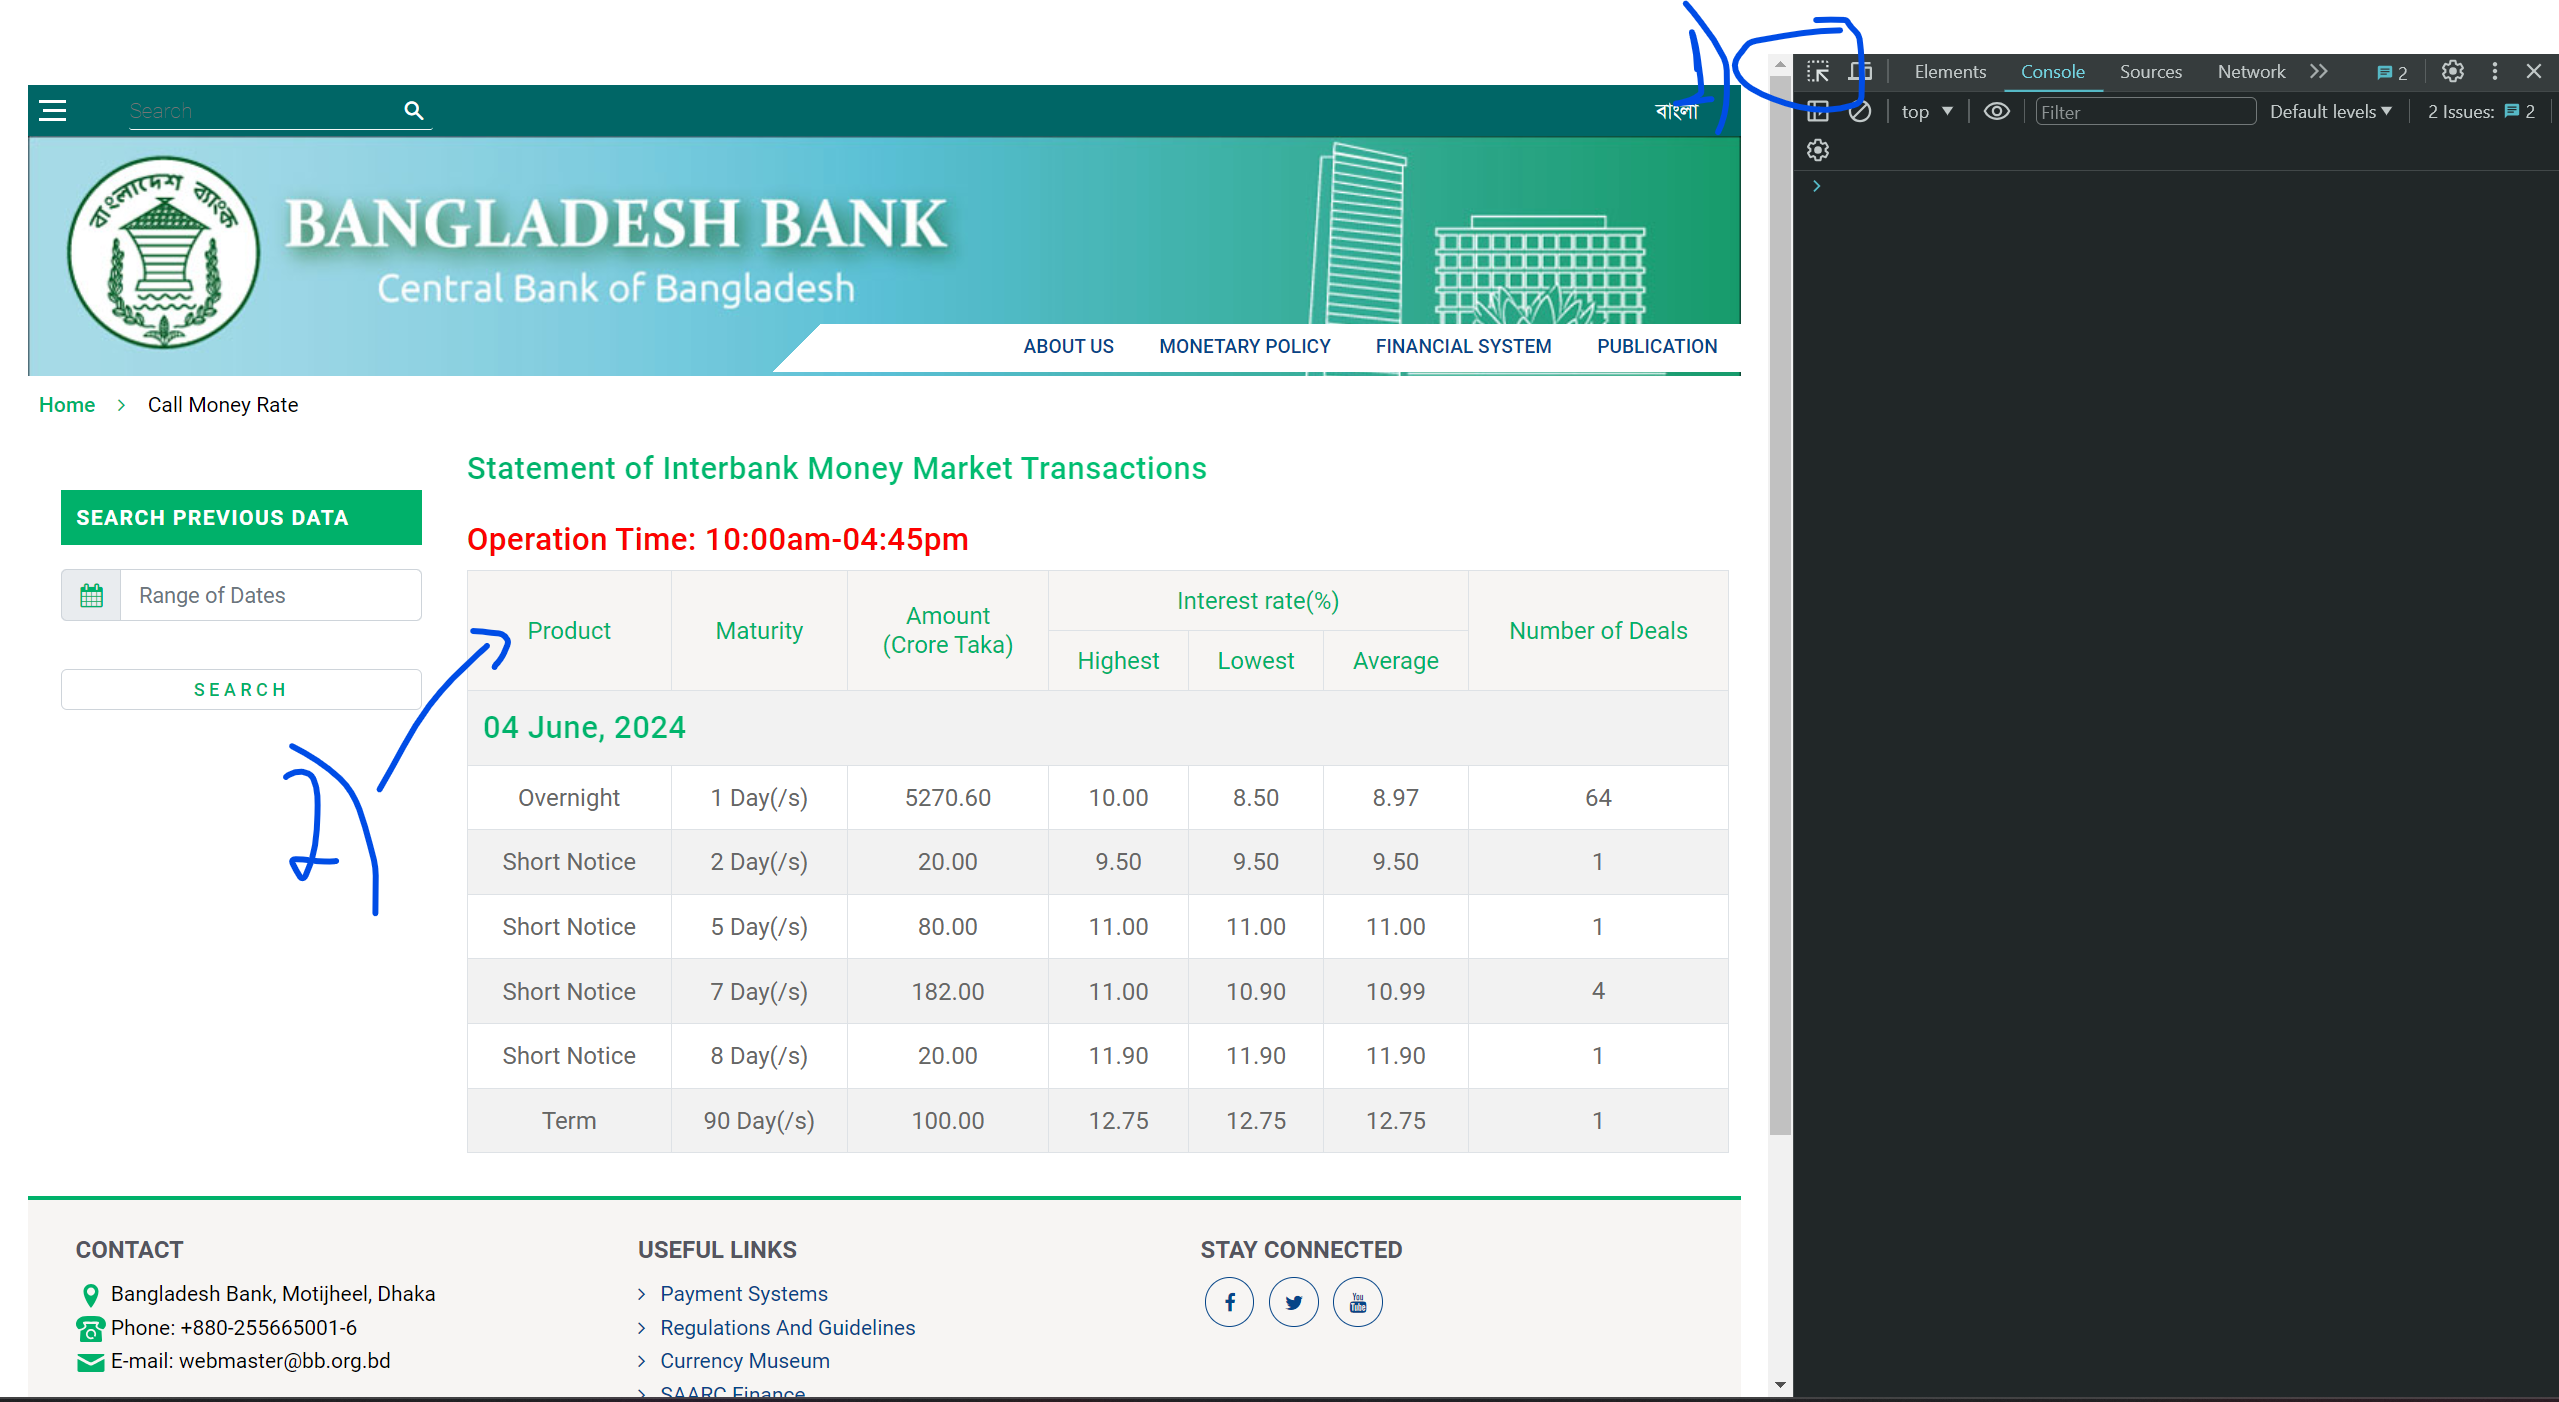 1)
Elements Console Sources Network 2
Search
বাংলা
top Filter Default levels 2 Issues: 2
বাংলাদেশ ব্যাংক
BANGLADESH BANK
Central Bank of Bangladesh
ABOUT US MONETARY POLICY FINANCIAL SYSTEM PUBLICATION
Home > Call Money Rate
Statement of Interbank Money Market Transactions
SEARCH PREVIOUS DATA
Operation Time: 10:00am-04:45pm
Range of Dates
SEARCH
2)
Product Maturity Amount (Crore Taka) Interest rate(%) Number of Deals
Highest Lowest Average
04 June, 2024
Overnight 1 Day(/s) 5270.60 10.00 8.50 8.97 64
Short Notice 2 Day(/s) 20.00 9.50 9.50 9.50 1
Short Notice 5 Day(/s) 80.00 11.00 11.00 11.00 1
Short Notice 7 Day(/s) 182.00 11.00 10.90 10.99 4
Short Notice 8 Day(/s) 20.00 11.90 11.90 11.90 1
Term 90 Day(/s) 100.00 12.75 12.75 12.75 1
CONTACT
Bangladesh Bank, Motijheel, Dhaka
Phone: +880-255665001-6
E-mail: webmaster@bb.org.bd
USEFUL LINKS
Payment Systems
Regulations And Guidelines
Currency Museum
SAARC Finance
STAY CONNECTED
You Tube